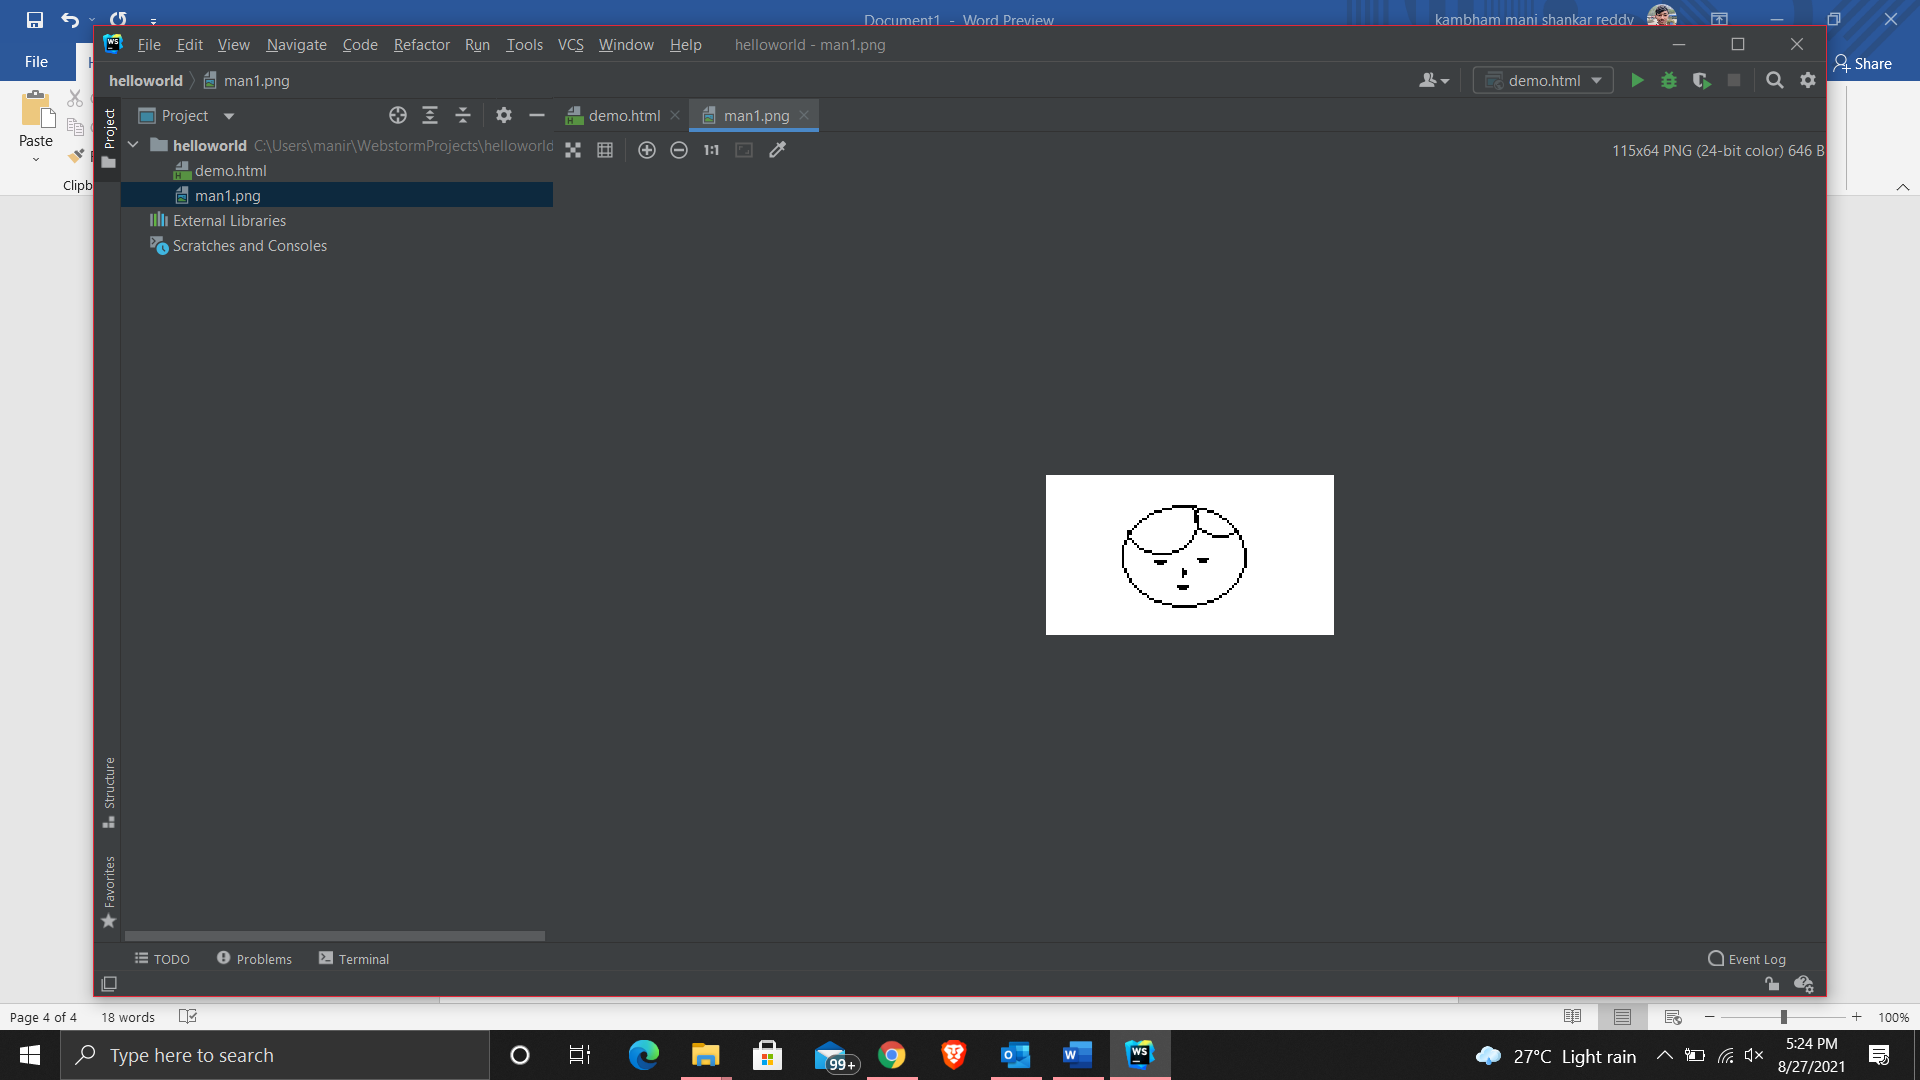 Document1 - Word Preview
kambham mani shankar reddy
File Edit View Navigate Code Refactor Run Tools VCS Window Help helloworld - man1.png
File
Share
helloworld man1.png
demo.html
Project
demo.html
man1.png
Project
Paste
helloworld C:\Users\manir\WebstormProjects\helloworld
1:1
115x64 PNG (24-bit color) 646 B
demo.html
Clipb
man1.png
External Libraries
Scratches and Consoles
Structure
Favorites
TODO Problems Terminal
Event Log
Page 4 of 4 18 words
100%
Type here to search
99+
27°C Light rain
5:24 PM
8/27/2021